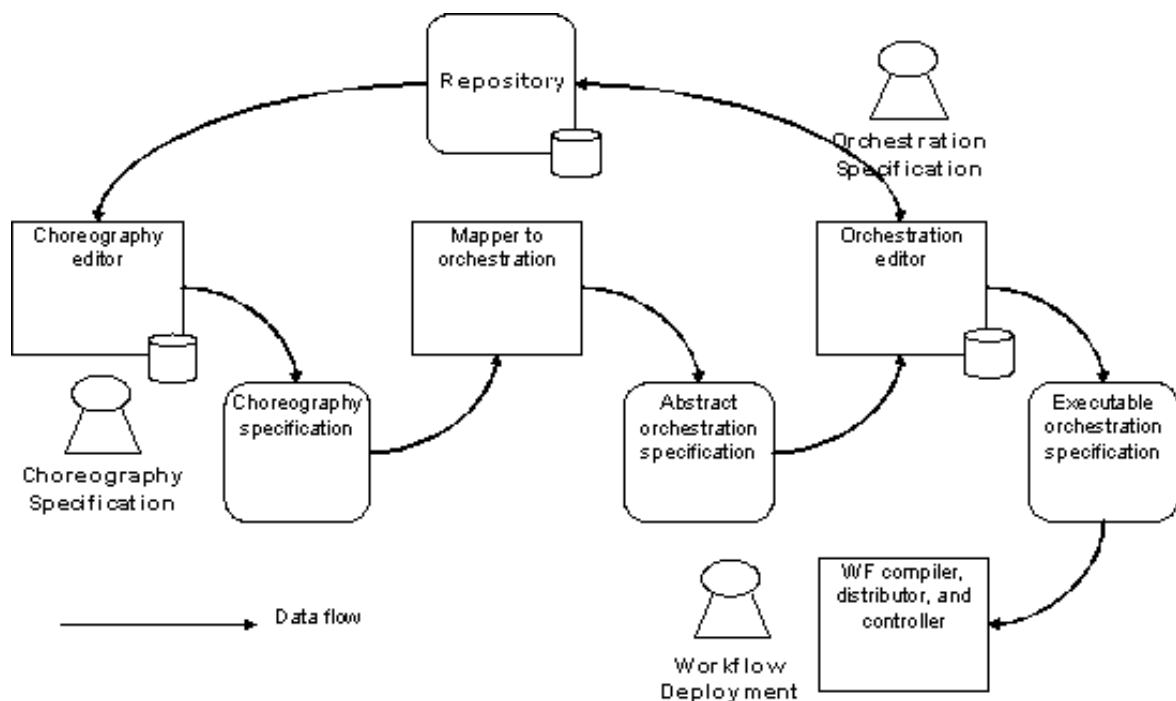 Repository
Orchestration
Specification
Choreography
editor
Mapper to
orchestration
Orchestration
editor
Choreography
specification
Abstract
orchestration
specification
Executable
orchestration
specification
Choreography
Specification
WF compiler,
distributor, and
controller
Data flow
Workflow
Deployment